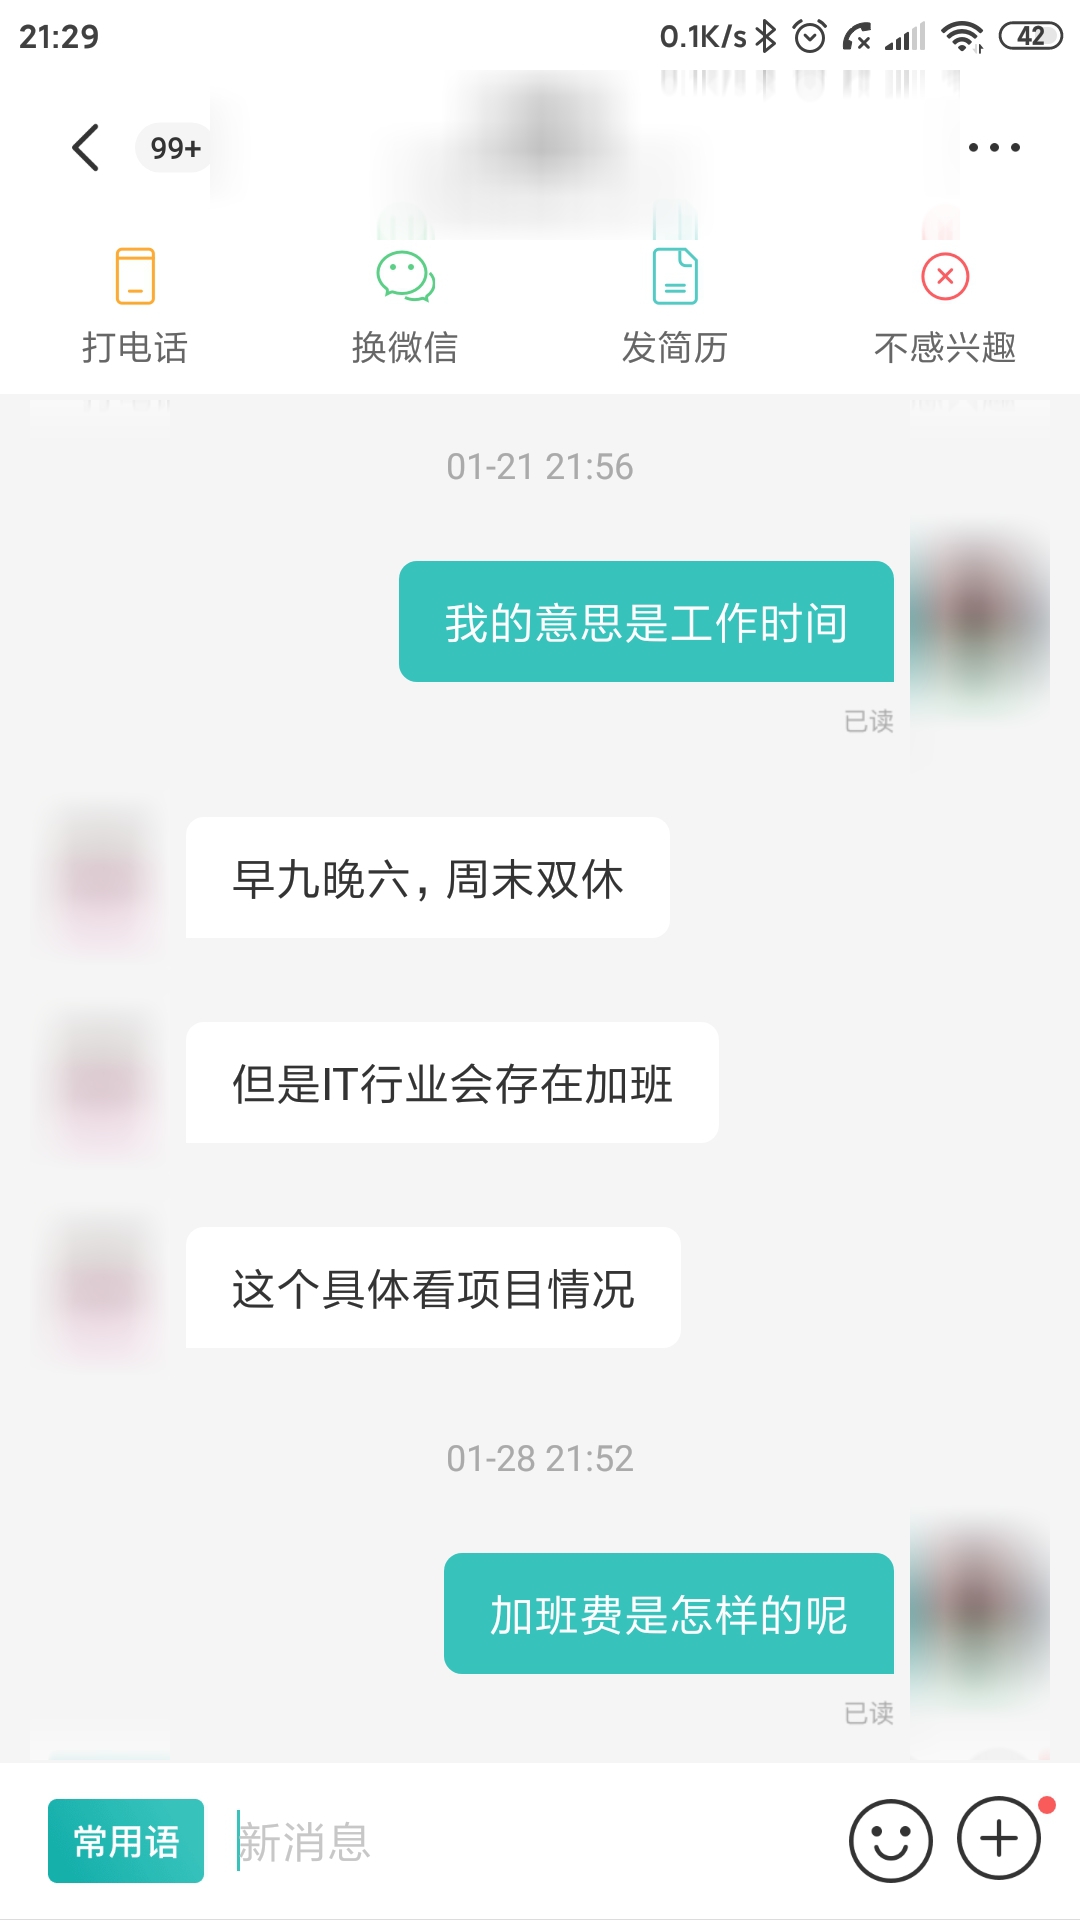 21:29
0.1K/s
42
99+
打电话
换微信
发简历
不感兴趣
01-21 21:56
我的意思是工作时间
已读
早九晚六，周末双休
但是IT行业会存在加班
这个具体看项目情况
01-28 21:52
加班费是怎样的呢
已读
常用语
新消息